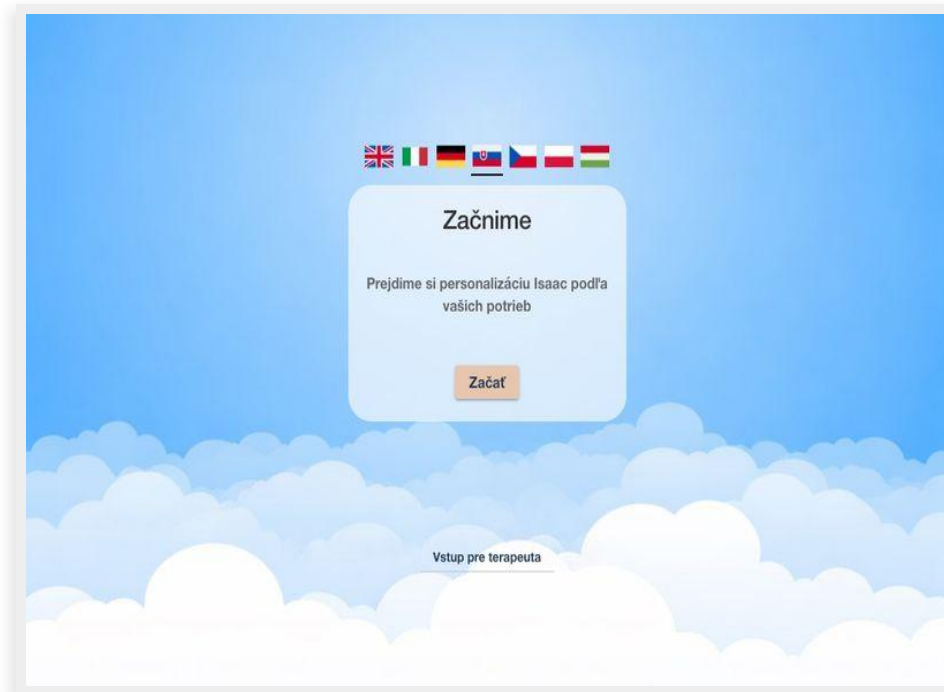 Začnime
Prejdime si personalizáciu Isaac podľa
vašich potrieb
Začať
Vstup pre terapeuta